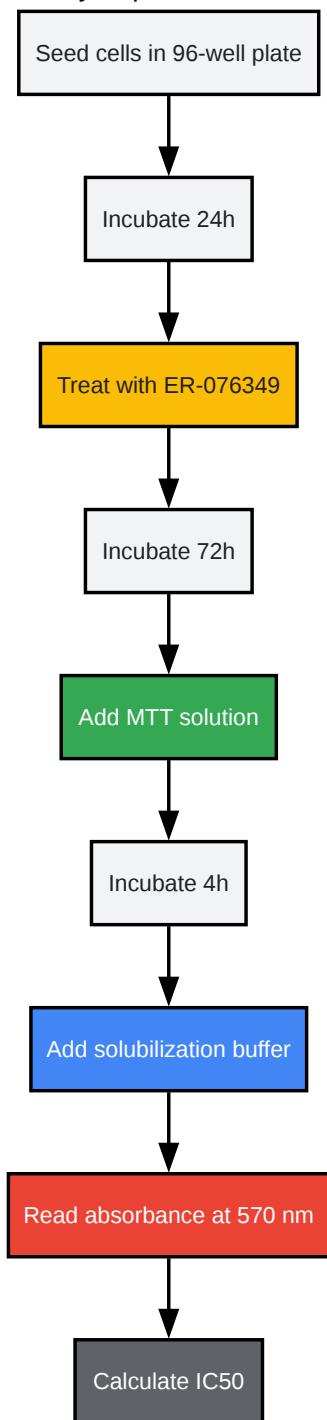 Seed cells in 96-well plate
Incubate 24h
Treat with ER-076349
Incubate 72h
Add MTT solution
Incubate 4h
Add solubilization buffer
Read absorbance at 570 nm
Calculate IC50